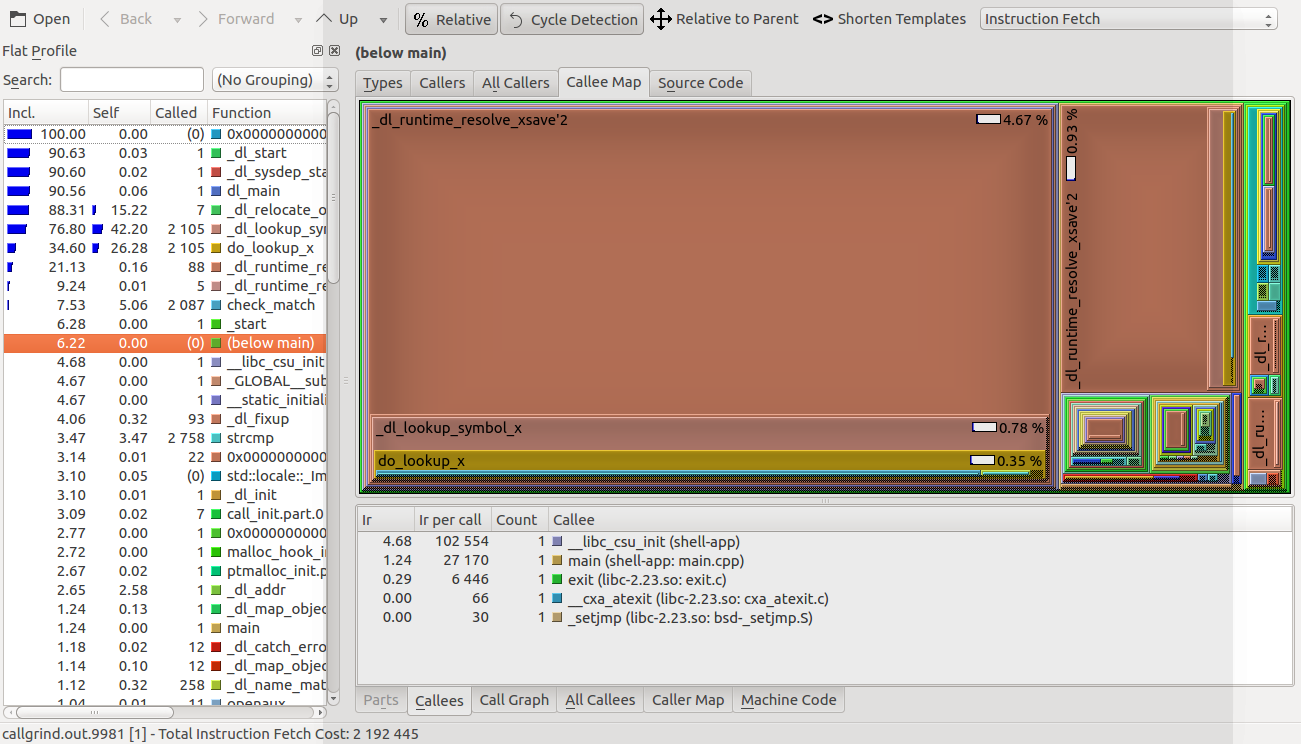 Open Back Forward Up % Relative Cycle Detection Relative to Parent <> Shorten Templates Instruction Fetch
Flat Profile
Search: (No Grouping)
Incl. Self Called Function
100.00 0.00 (0) 0x0000000000
90.63 0.03 1 _dl_start
90.60 0.02 1 _dl_sysdep_sta
90.56 0.06 1 dl_main
88.31 15.22 7 _dl_relocate_o
76.80 42.20 2 105 _dl_lookup_syr
34.60 26.28 2 105 do_lookup_x
21.13 0.16 88 _dl_runtime_re
9.24 0.01 5 _dl_runtime_re
7.53 5.06 2 087 check_match
6.28 0.00 1 _start
6.22 0.00 (0) (below main)
4.68 0.00 1 __libc_csu_init
4.67 0.00 1 _GLOBAL__sub
4.67 0.00 1 __static_initiali
4.06 0.32 93 _dl_fixup
3.47 3.47 2 758 strcmp
3.14 0.01 22 0x0000000000
3.10 0.05 (0) std::locale::_Im
3.10 0.01 1 _dl_init
3.09 0.02 7 call_init.part.0
2.77 0.00 1 0x0000000000
2.72 0.00 1 malloc_hook_i
2.67 0.02 1 ptmalloc_init.p
2.65 2.58 1 _dl_addr
1.24 0.13 1 _dl_map_objec
1.24 0.00 1 main
1.18 0.02 12 _dl_catch_erro
1.14 0.10 12 _dl_map_objec
1.12 0.32 258 _dl_name_mat
1.04 0.01 11 openaux
(below main)
Types Callers All Callers Callee Map Source Code
_dl_runtime_resolve_xsave'2 4.67 %
_dl_lookup_symbol_x 0.78 %
do_lookup_x 0.35 %
_dl_runtime_resolve_xsave'2 0.93 %
_dl_r...
_dl_ru...
Ir Ir per call Count Callee
4.68 102 554 1 __libc_csu_init (shell-app)
1.24 27 170 1 main (shell-app: main.cpp)
0.29 6 446 1 exit (libc-2.23.so: exit.c)
0.00 66 1 __cxa_atexit (libc-2.23.so: cxa_atexit.c)
0.00 30 1 _setjmp (libc-2.23.so: bsd-_setjmp.S)
Parts Callees Call Graph All Callees Caller Map Machine Code
callgrind.out.9981 [1] - Total Instruction Fetch Cost: 2 192 445